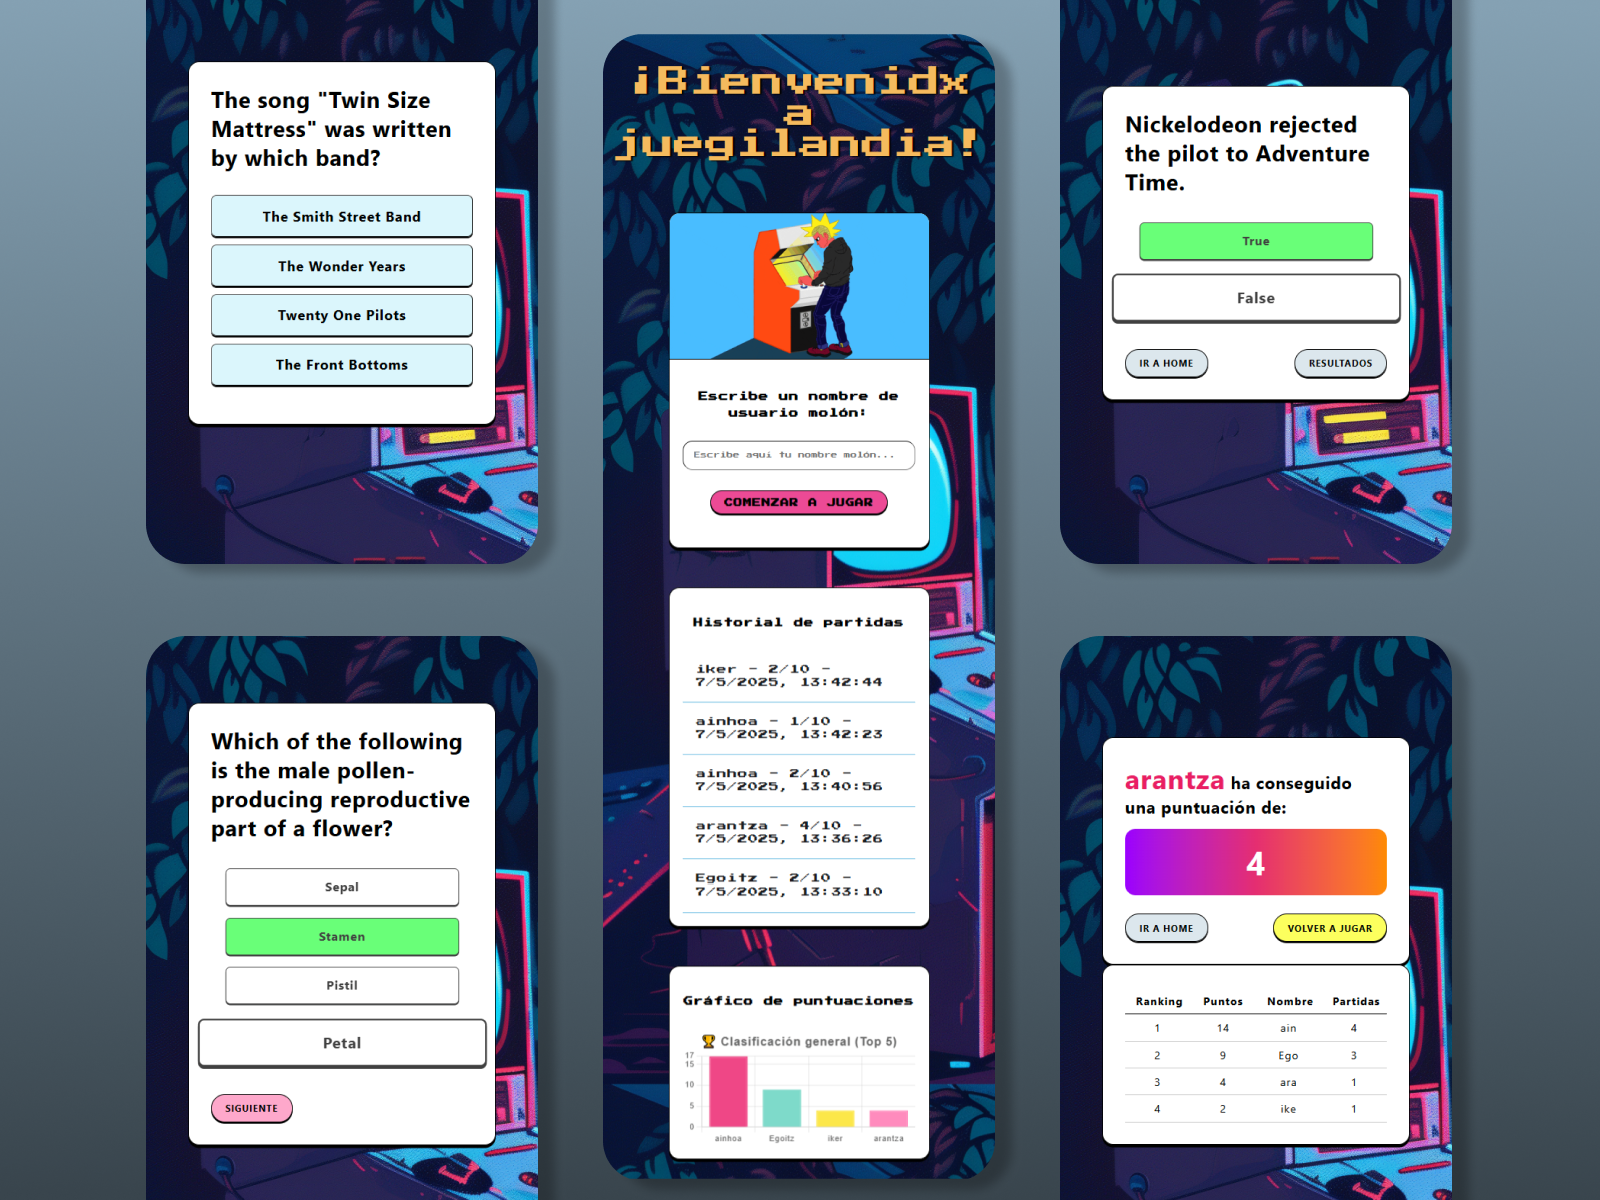 The song "Twin Size
Mattress" was written
by which band?
The Smith Street Band
The Wonder Years
Twenty One Pilots
The Front Bottoms
Which of the following
is the male pollen-
producing reproductive
part of a flower?
Sepal
Stamen
Pistil
Petal
SIGUIENTE
¡Bienvenidx
a
juegilandia!
Escribe un nombre de
usuario molón:
Escribe aquí tu nombre molón...
COMENZAR A JUGAR
Historial de partidas
iker - 2/10 -
7/5/2025, 13:42:44
ainhoa - 1/10 -
7/5/2025, 13:42:23
ainhoa - 2/10 -
7/5/2025, 13:40:56
arantza - 4/10 -
7/5/2025, 13:36:26
Egoitz - 2/10 -
7/5/2025, 13:33:10
Gráfico de puntuaciones
🏆 Clasificación general (Top 5)
17
15
10
5
0
ainhoa Egoitz iker arantza
Nickelodeon rejected
the pilot to Adventure
Time.
True
False
IR A HOME RESULTADOS
arantza ha conseguido
una puntuación de:
4
IR A HOME VOLVER A JUGAR
Ranking Puntos Nombre Partidas
1 14 ain 4
2 9 Ego 3
3 4 ara 1
4 2 ike 1